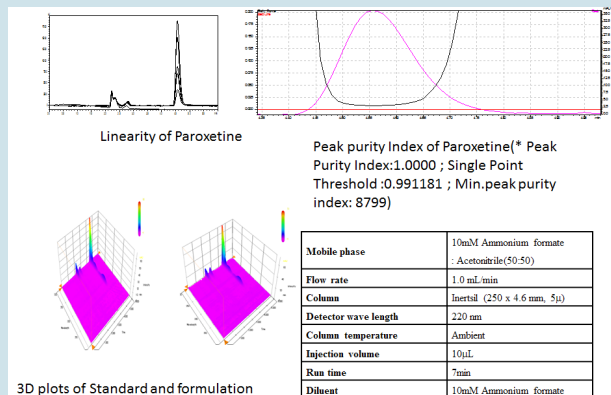 Linearity of Paroxetine
Peak purity Index of Paroxetine(* Peak
Purity Index:1.0000 ; Single Point
Threshold :0.991181 ; Min.peak purity
index: 8799)
3D plots of Standard and formulation
Mobile phase
10mM Ammonium formate
: Acetonitrile(50:50)
Flow rate
1.0 mL/min
Column
Inertsil (250 x 4.6 mm, 5μ)
Detector wave length
220 nm
Column temperature
Ambient
Injection volume
10μL
Run time
7min
Diluent
10mM Ammonium formate